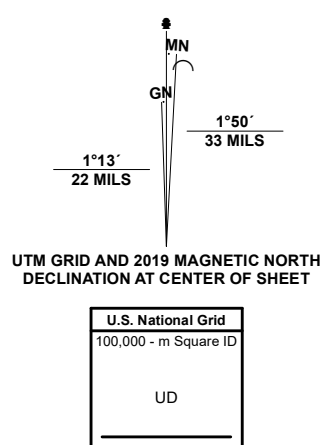 MN
GN
1°50´
33 MILS
1°13´
22 MILS
UTM GRID AND 2019 MAGNETIC NORTH
DECLINATION AT CENTER OF SHEET
U.S. National Grid
100,000 - m Square ID
UD